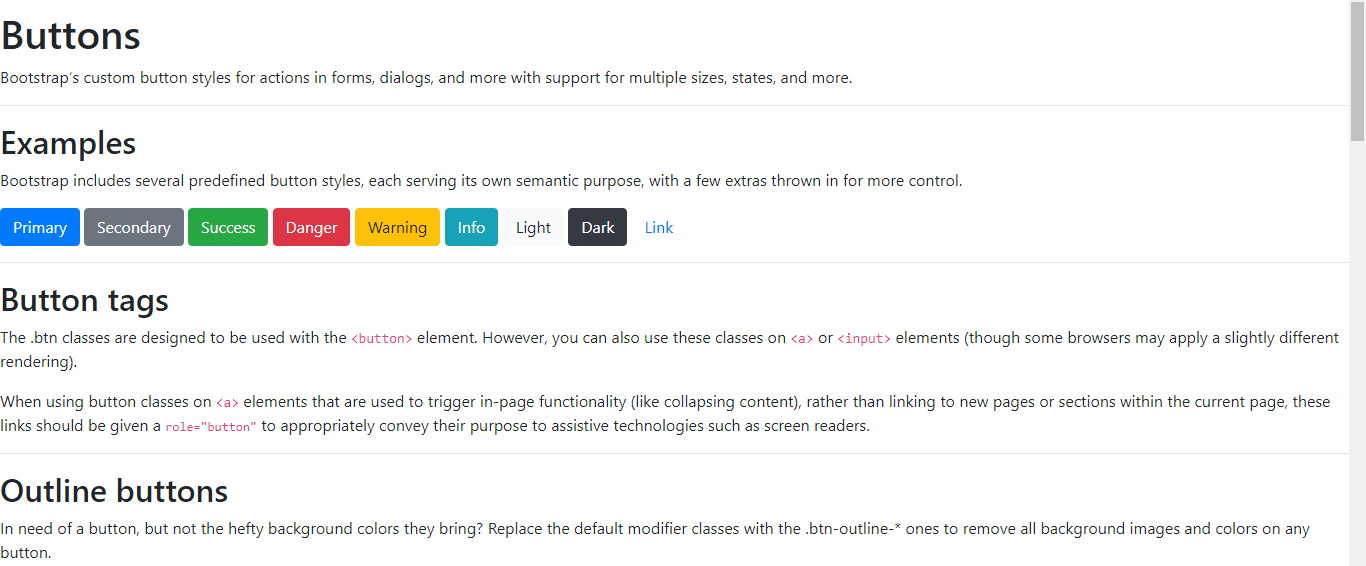 Buttons
Bootstrap's custom button styles for actions in forms, dialogs, and more with support for multiple sizes, states, and more.
Examples
Bootstrap includes several predefined button styles, each serving its own semantic purpose, with a few extras thrown in for more control.
Primary Secondary Success Danger Warning Info Light Dark Link
Button tags
The .btn classes are designed to be used with the <button> element. However, you can also use these classes on <a> or <input> elements (though some browsers may apply a slightly different
rendering).
When using button classes on <a> elements that are used to trigger in-page functionality (like collapsing content), rather than linking to new pages or sections within the current page, these
links should be given a role="button" to appropriately convey their purpose to assistive technologies such as screen readers.
Outline buttons
In need of a button, but not the hefty background colors they bring? Replace the default modifier classes with the .btn-outline-* ones to remove all background images and colors on any
button.